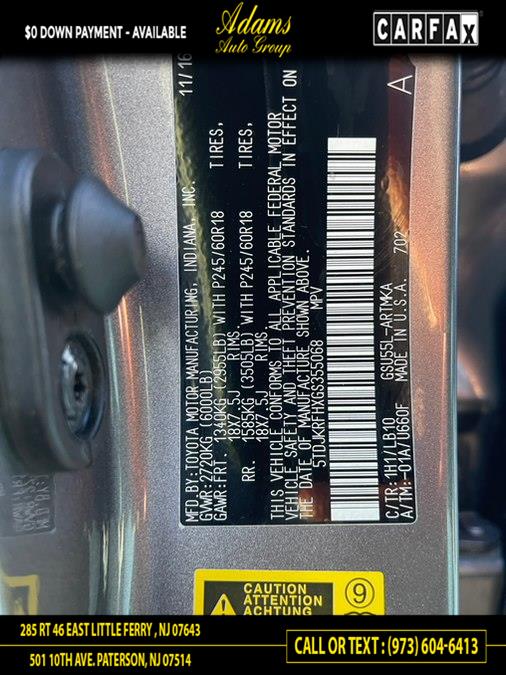 $0 DOWN PAYMENT - AVAILABLE
Adams
Auto Group
CARFAX
11/16
MFD.BY:TOYOTA MOTOR MANUFACTURING, INDIANA, INC.
GVWR:2720KG (6000LB)
GAWR:FRT. 1340KG (2955LB) WITH P245/60R18 TIRES,
18X7.5J RIMS
RR. 1585KG (3505LB) WITH P245/60R18 TIRES,
18X7.5J RIMS
THIS VEHICLE CONFORMS TO ALL APPLICABLE FEDERAL MOTOR
VEHICLE SAFETY AND THEFT PREVENTION STANDARDS IN EFFECT ON
THE DATE OF MANUFACTURE SHOWN ABOVE.
5TDJKRFHXGS355068 MPV
C/TR:1H1/LB10 GSU55L-ARTMKA A
A/TM:-01A/U660F MADE IN U.S.A. 702
CAUTION
ATTENTION
ACHTUNG
9
285 RT 46 EAST LITTLE FERRY , NJ 07643
501 10TH AVE. PATERSON, NJ 07514
CALL OR TEXT : (973) 604-6413